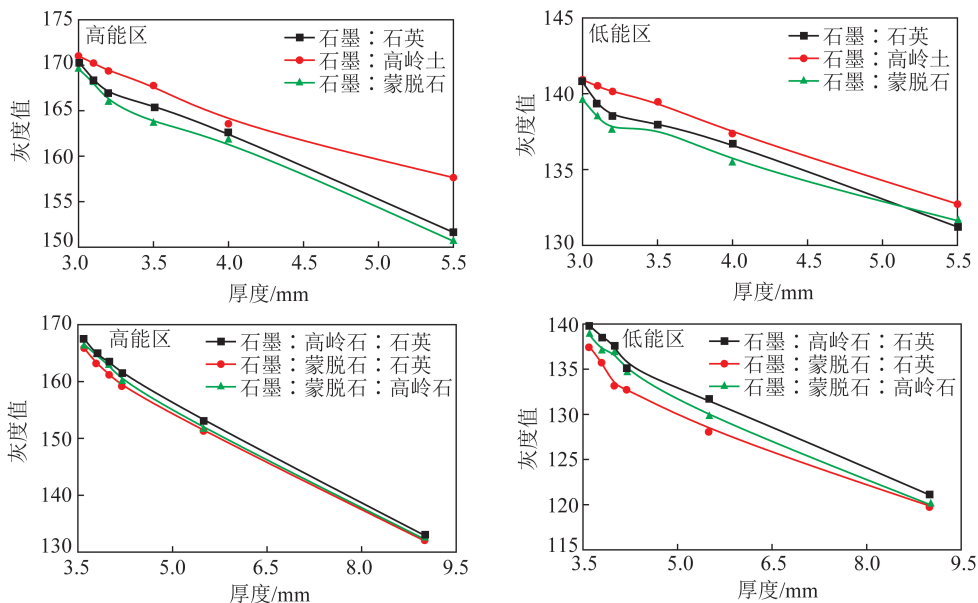 高能区
石墨∶石英
石墨∶高岭土
石墨∶蒙脱石
175
170
165
160
155
150
灰度值
3.0
3.5
4.0
4.5
5.0
5.5
厚度/mm
低能区
石墨∶石英
石墨∶高岭土
石墨∶蒙脱石
145
140
135
130
灰度值
3.0
3.5
4.0
4.5
5.0
5.5
厚度/mm
高能区
石墨∶高岭石∶石英
石墨∶蒙脱石∶石英
石墨∶蒙脱石∶高岭石
170
160
150
140
130
灰度值
3.5
5.0
6.5
8.0
9.5
厚度/mm
低能区
石墨∶高岭石∶石英
石墨∶蒙脱石∶石英
石墨∶蒙脱石∶高岭石
140
135
130
125
120
115
灰度值
3.5
5.0
6.5
8.0
9.5
厚度/mm